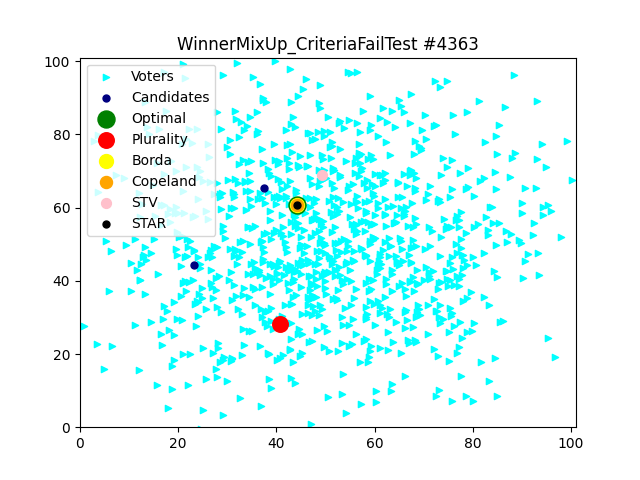 WinnerMixUp_CriteriaFailTest #4363
100
80
60
40
20
0
0 20 40 60 80 100
Voters
Candidates
Optimal
Plurality
Borda
Copeland
STV
STAR